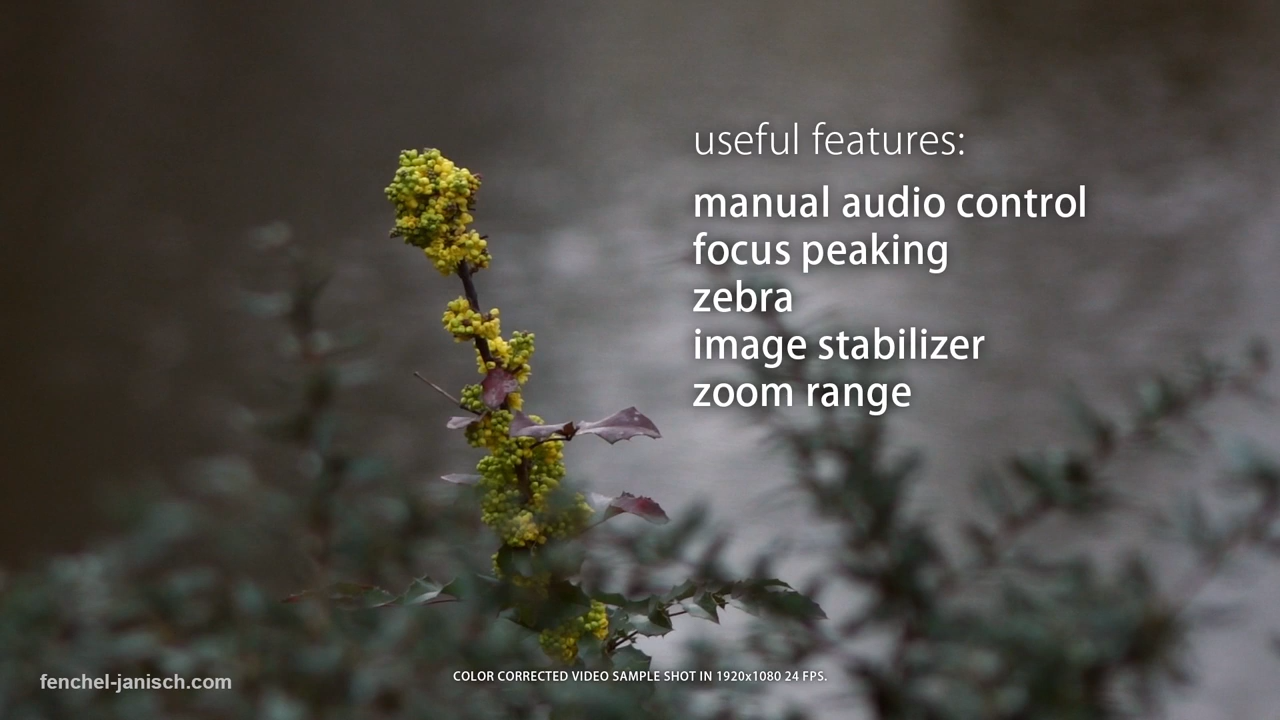 useful features:
manual audio control
focus peaking
zebra
image stabilizer
zoom range
COLOR CORRECTED VIDEO SAMPLE SHOT IN 1920x1080 24 FPS.
fenchel-janisch.com